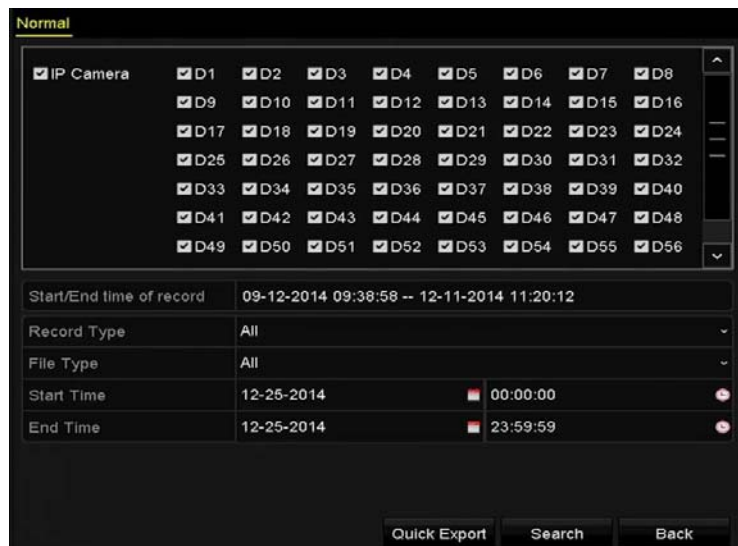 Normal
IP Camera D1 D2 D3 D4 D5 D6 D7 D8
D9 D10 D11 D12 D13 D14 D15 D16
D17 D18 D19 D20 D21 D22 D23 D24
D25 D26 D27 D28 D29 D30 D31 D32
D33 D34 D35 D36 D37 D38 D39 D40
D41 D42 D43 D44 D45 D46 D47 D48
D49 D50 D51 D52 D53 D54 D55 D56
Start/End time of record 09-12-2014 09:38:58 -- 12-11-2014 11:20:12
Record Type All
File Type All
Start Time 12-25-2014 00:00:00
End Time 12-25-2014 23:59:59
Quick Export Search Back